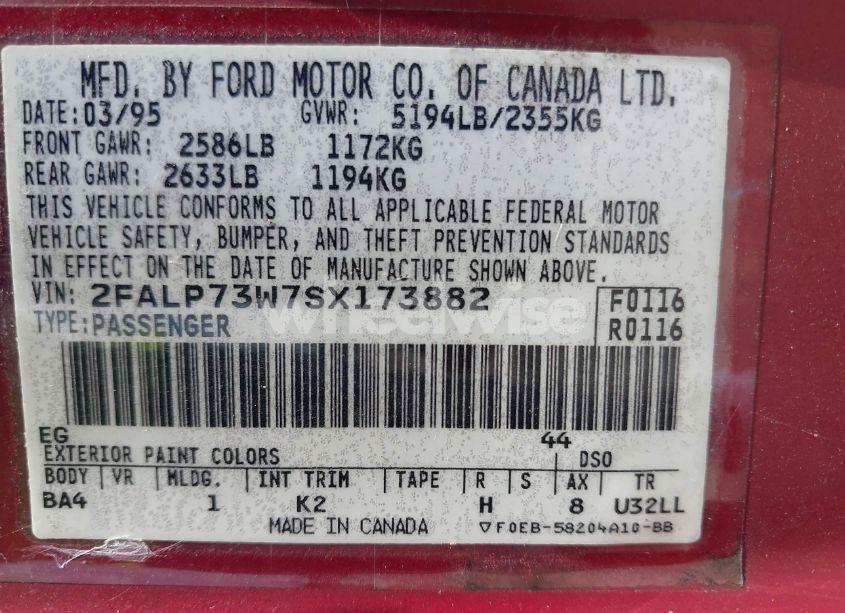 MFD. BY FORD MOTOR CO. OF CANADA LTD.
DATE: 03/95 GVWR: 5194LB/2355KG
FRONT GAWR: 2586LB 1172KG
REAR GAWR: 2633LB 1194KG
THIS VEHICLE CONFORMS TO ALL APPLICABLE FEDERAL MOTOR
VEHICLE SAFETY, BUMPER, AND THEFT PREVENTION STANDARDS
IN EFFECT ON THE DATE OF MANUFACTURE SHOWN ABOVE.
VIN: 2FALP73W7SX173882 F0116
TYPE: PASSENGER R0116
wheelwise
EG 44
EXTERIOR PAINT COLORS DSO
BODY VR MLDG. INT TRIM TAPE R S AX TR
BA4 1 K2 H 8 U32LL
MADE IN CANADA ▽F0EB-58204A10-BB